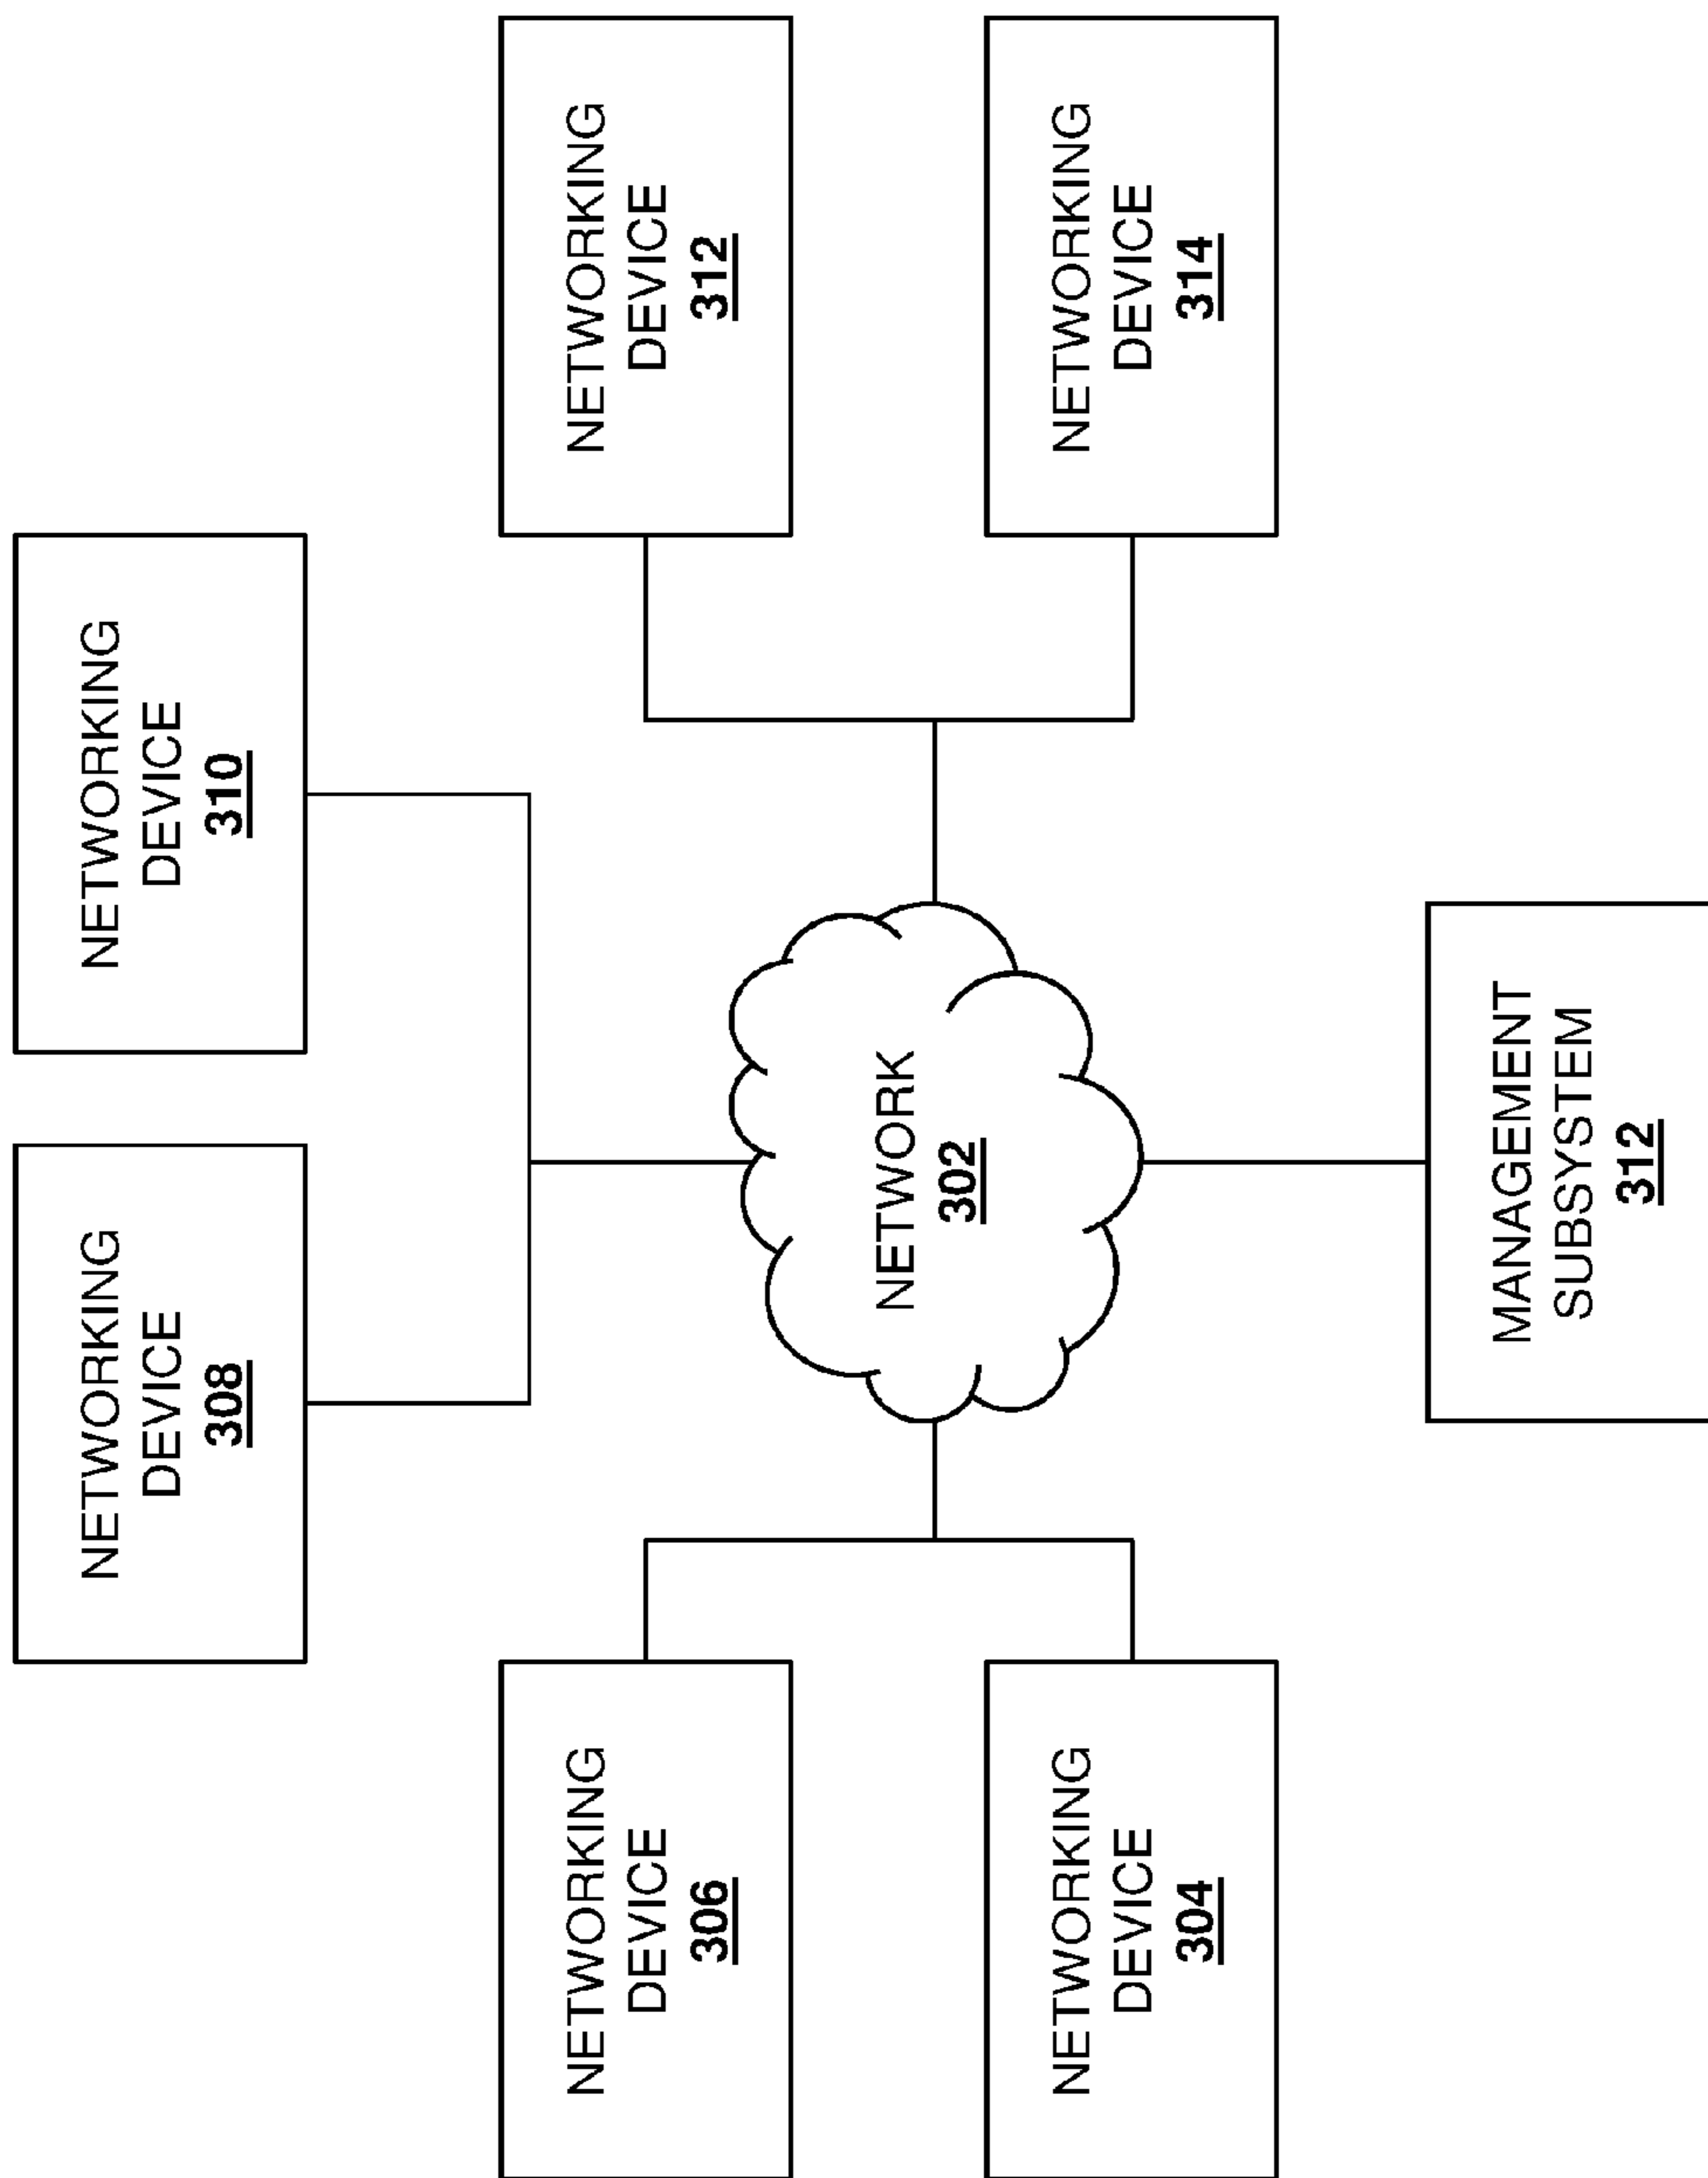 NETWORKING
DEVICE
308
NETWORKING
DEVICE
310
NETWORKING
DEVICE
306
NETWORKING
DEVICE
312
NETWORK
302
NETWORKING
DEVICE
304
NETWORKING
DEVICE
314
MANAGEMENT
SUBSYSTEM
312